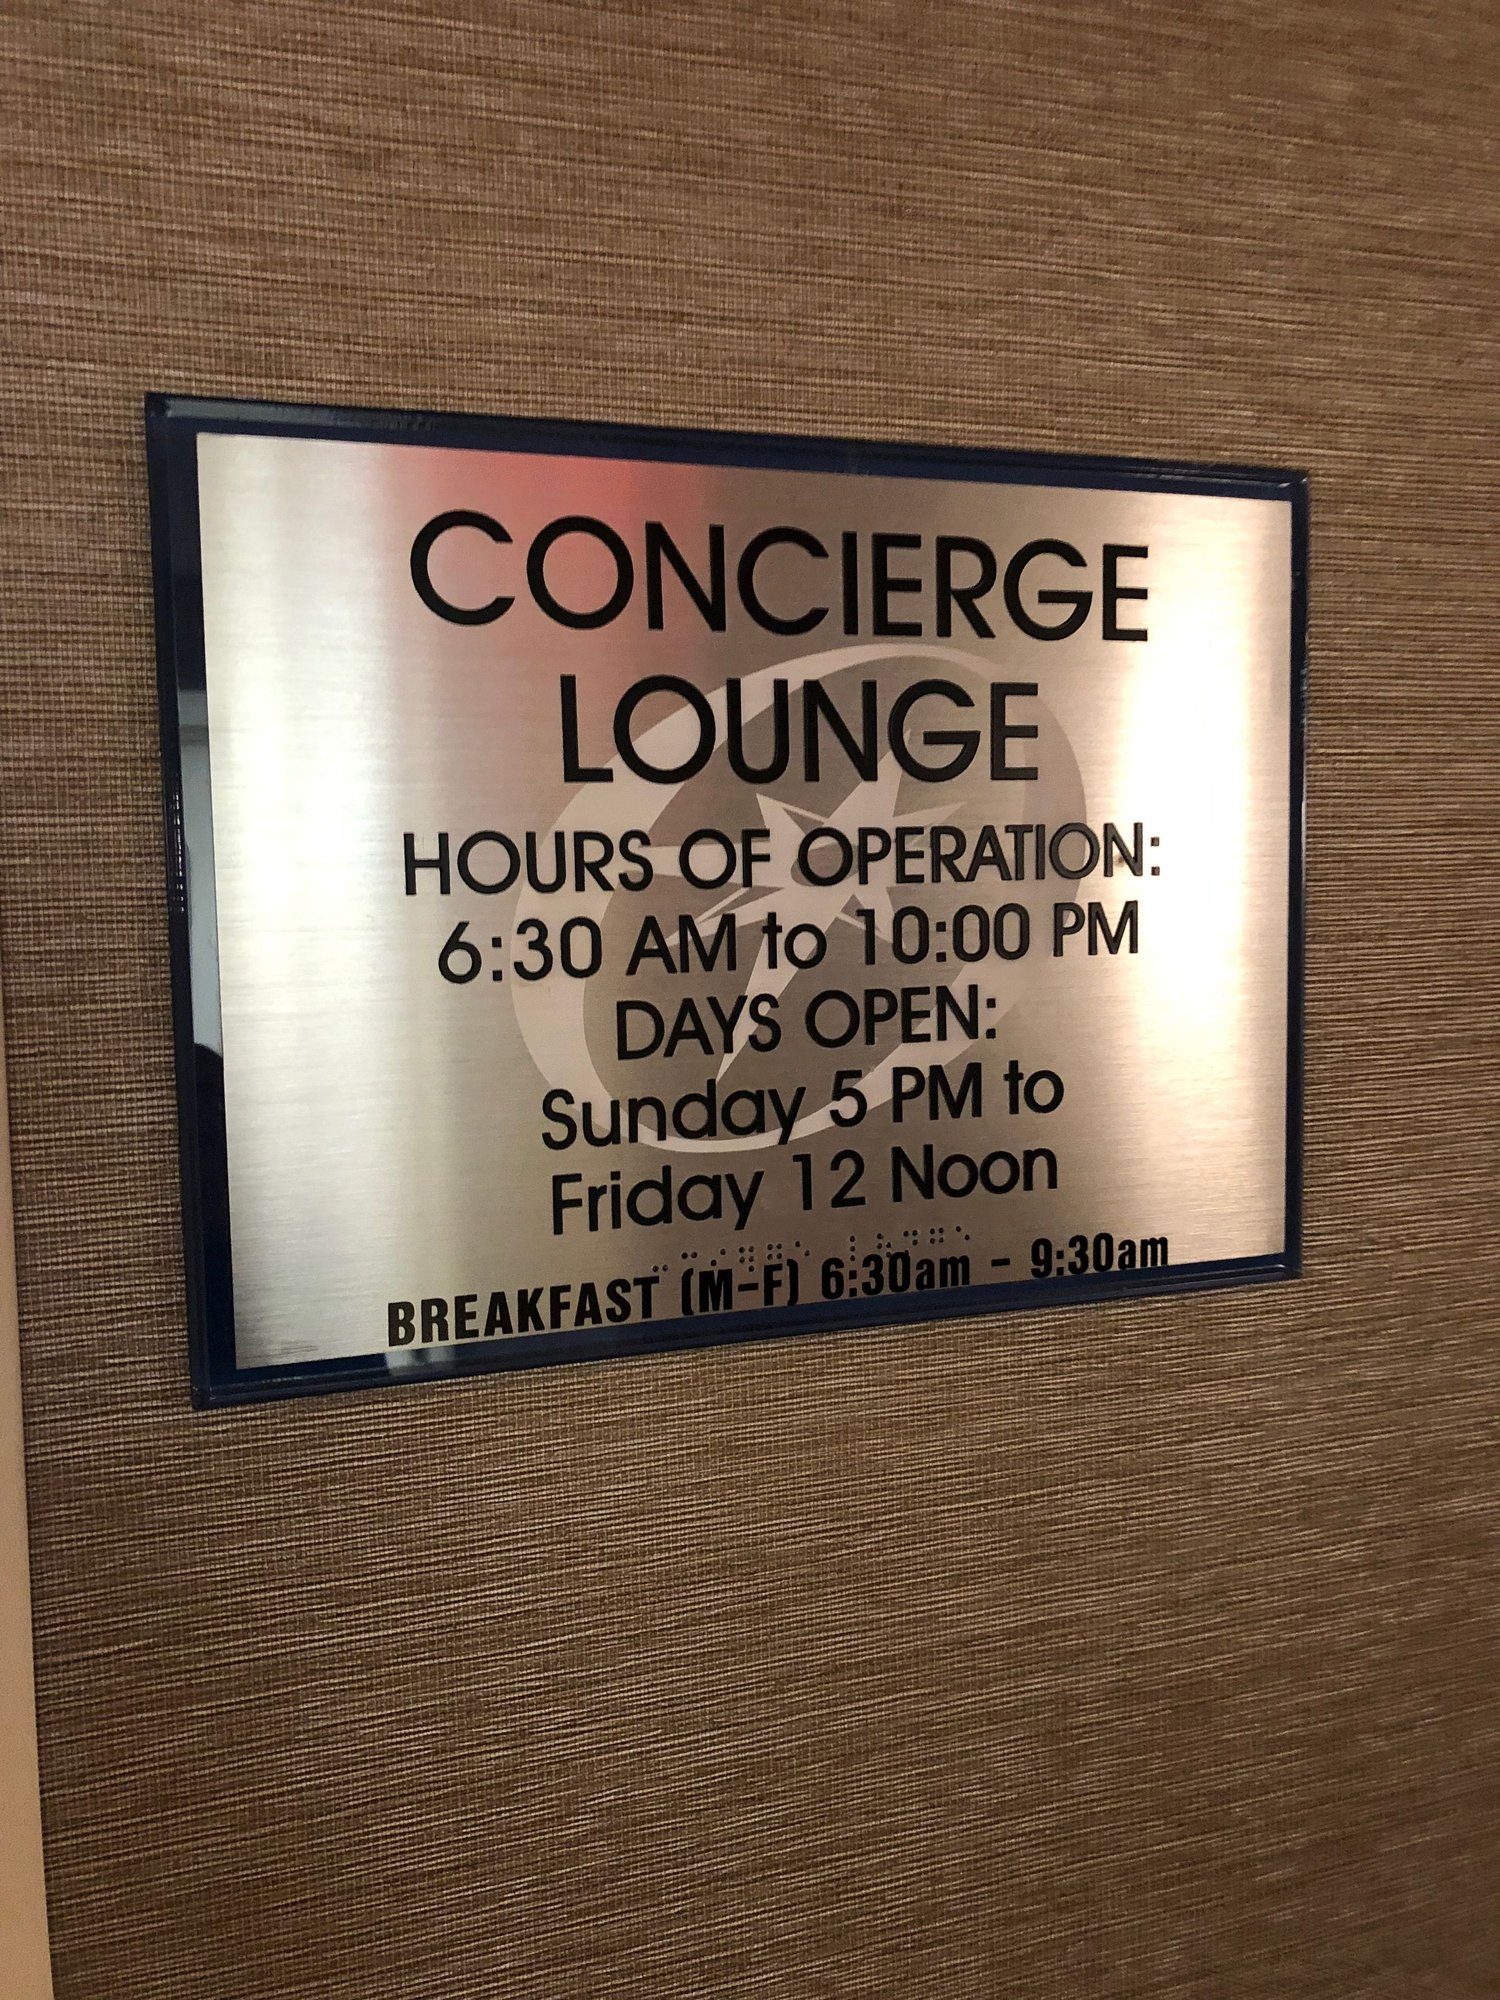 CONCIERGE
LOUNGE
HOURS OF OPERATION:
6:30 AM to 10:00 PM
DAYS OPEN:
Sunday 5 PM to
Friday 12 Noon
BREAKFAST (M-F) 6:30am - 9:30am